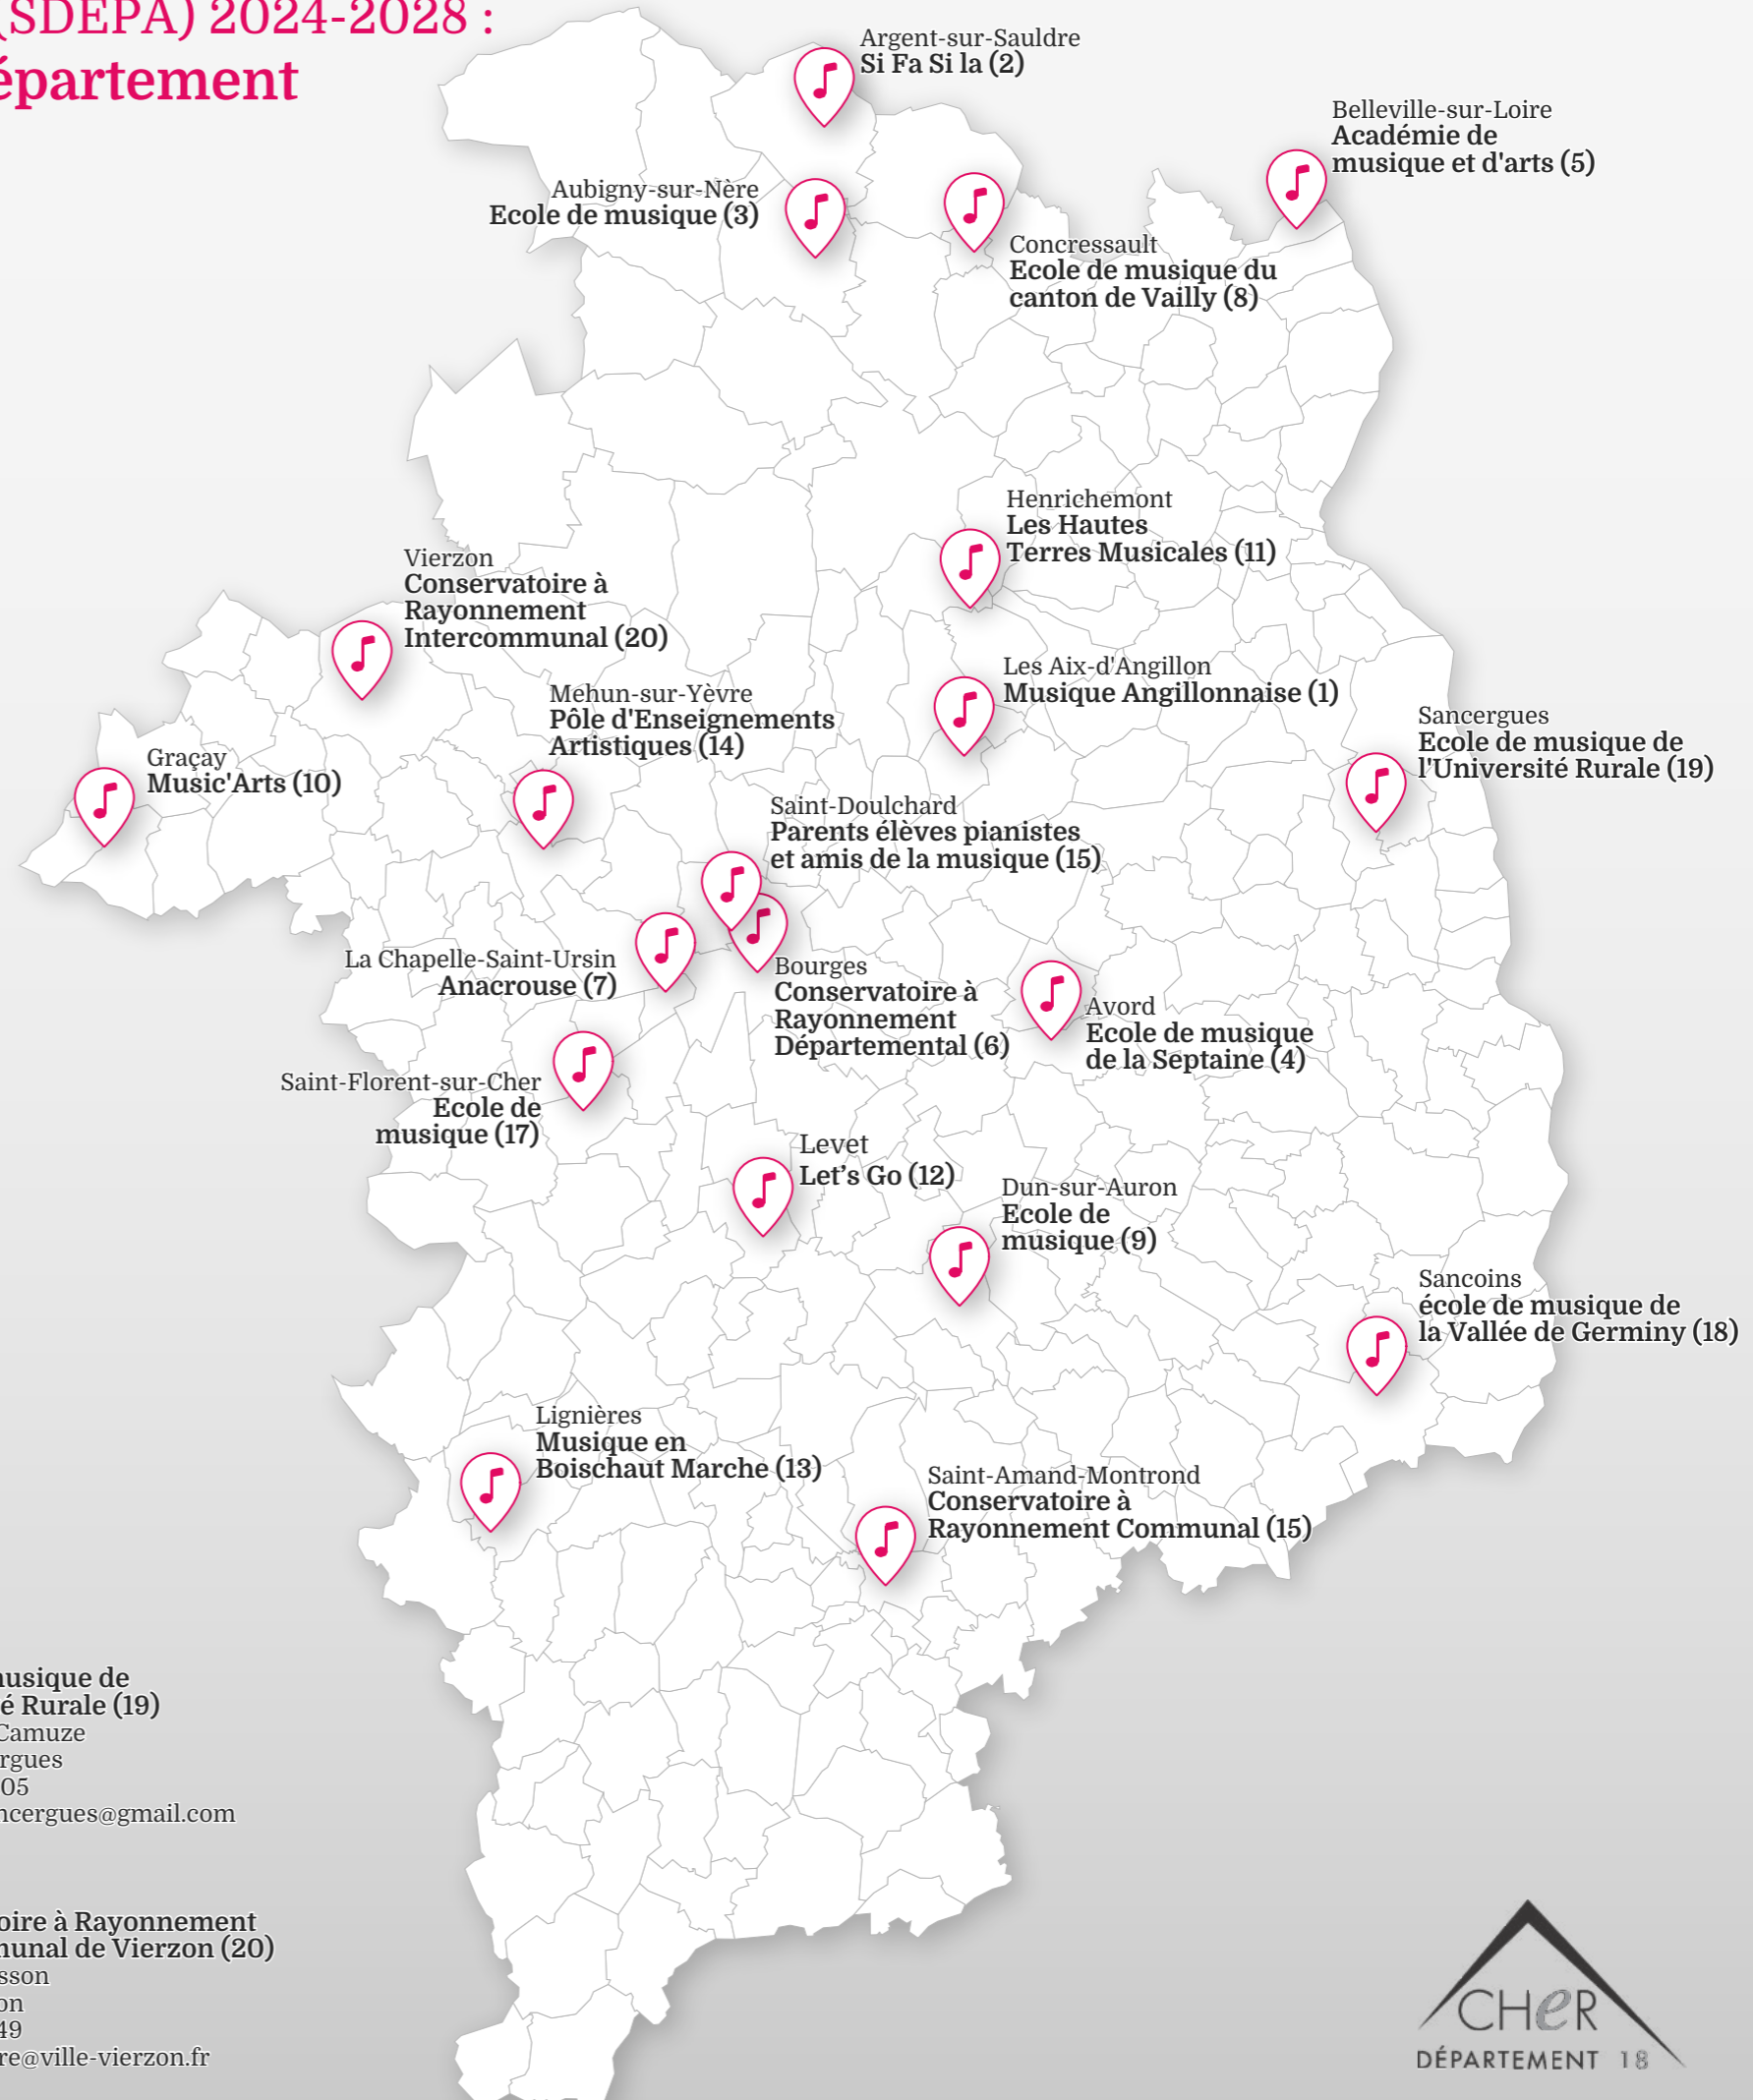 (SDEPA) 2024-2028 :
épartement
Argent-sur-Sauldre
Si Fa Si la (2)
Belleville-sur-Loire
Académie de
musique et d'arts (5)
Aubigny-sur-Nère
Ecole de musique (3)
Concressault
Ecole de musique du
canton de Vailly (8)
Henrichemont
Les Hautes
Terres Musicales (11)
Vierzon
Conservatoire à
Rayonnement
Intercommunal (20)
Les Aix-d'Angillon
Musique Angillonnaise (1)
Mehun-sur-Yèvre
Pôle d'Enseignements
Artistiques (14)
Sancergues
Ecole de musique de
l'Université Rurale (19)
Graçay
Music'Arts (10)
Saint-Doulchard
Parents élèves pianistes
et amis de la musique (15)
La Chapelle-Saint-Ursin
Anacrouse (7)
Bourges
Conservatoire à
Rayonnement
Départemental (6)
Avord
Ecole de musique
de la Septaine (4)
Saint-Florent-sur-Cher
Ecole de
musique (17)
Levet
Let’s Go (12)
Dun-sur-Auron
Ecole de
musique (9)
Sancoins
école de musique de
la Vallée de Germiny (18)
Lignières
Musique en
Boischaut Marche (13)
Saint-Amand-Montrond
Conservatoire à
Rayonnement Communal (15)
nusique de
é Rurale (19)
Camuze
rgues
05
ncergues@gmail.com
oire à Rayonnement
munal de Vierzon (20)
sson
on
49
re@ville-vierzon.fr
CHeR
DÉPARTEMENT 18